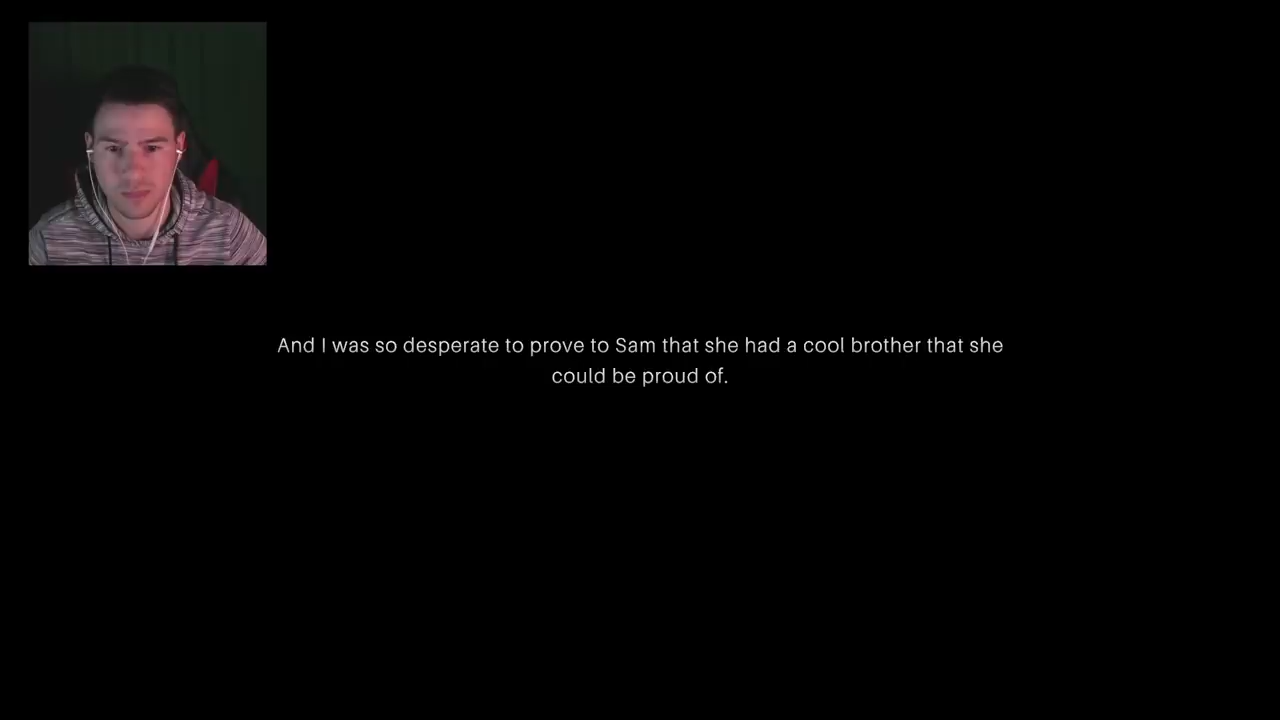 And I was so desperate to prove to Sam that she had a cool brother that she
could be proud of.